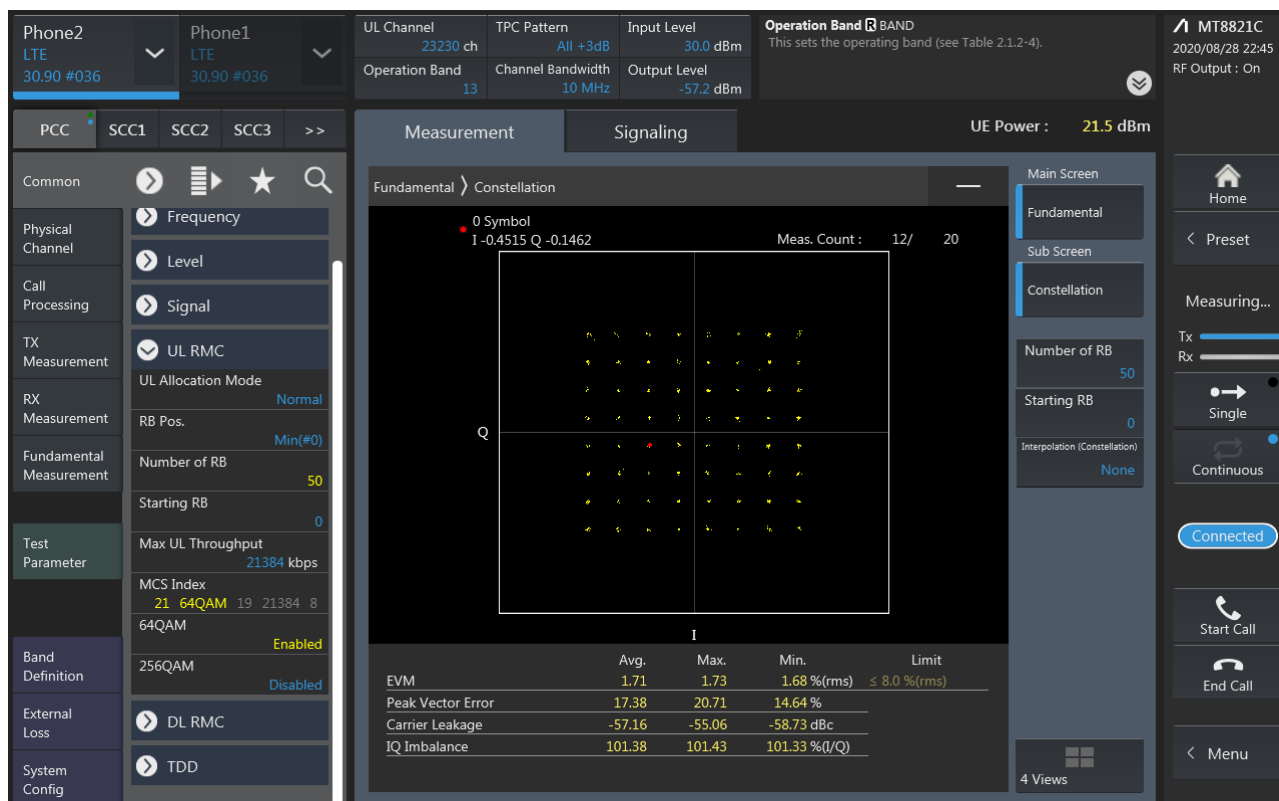 Phone2
LTE
30.90 #036
Phone1
LTE
30.90 #036
UL Channel
23230 ch
TPC Pattern
All +3dB
Input Level
30.0 dBm
Operation Band
13
Channel Bandwidth
10 MHz
Output Level
-57.2 dBm
Operation Band R BAND
This sets the operating band (see Table 2.1.2-4).
MT8821C
2020/08/28 22:45
RF Output : On
PCC SCC1 SCC2 SCC3 >>
Measurement
Signaling
UE Power : 21.5 dBm
Common
Physical
Channel
Call
Processing
TX
Measurement
RX
Measurement
Fundamental
Measurement
Test
Parameter
Band
Definition
External
Loss
System
Config
Frequency
Level
Signal
UL RMC
UL Allocation Mode
Normal
RB Pos.
Min(#0)
Number of RB
50
Starting RB
0
Max UL Throughput
21384 kbps
MCS Index
21 64QAM 19 21384 8
64QAM
Enabled
256QAM
Disabled
DL RMC
TDD
Fundamental 〉 Constellation
0 Symbol
I -0.4515 Q -0.1462
Meas. Count : 12/ 20
Q
I
Avg. Max. Min. Limit
EVM 1.71 1.73 1.68 %(rms) ≤ 8.0 %(rms)
Peak Vector Error 17.38 20.71 14.64 %
Carrier Leakage -57.16 -55.06 -58.73 dBc
IQ Imbalance 101.38 101.43 101.33 %(I/Q)
Main Screen
Fundamental
Sub Screen
Constellation
Number of RB
50
Starting RB
0
Interpolation (Constellation)
None
4 Views
Home
< Preset
Measuring...
Tx
Rx
Single
Continuous
Connected
Start Call
End Call
< Menu